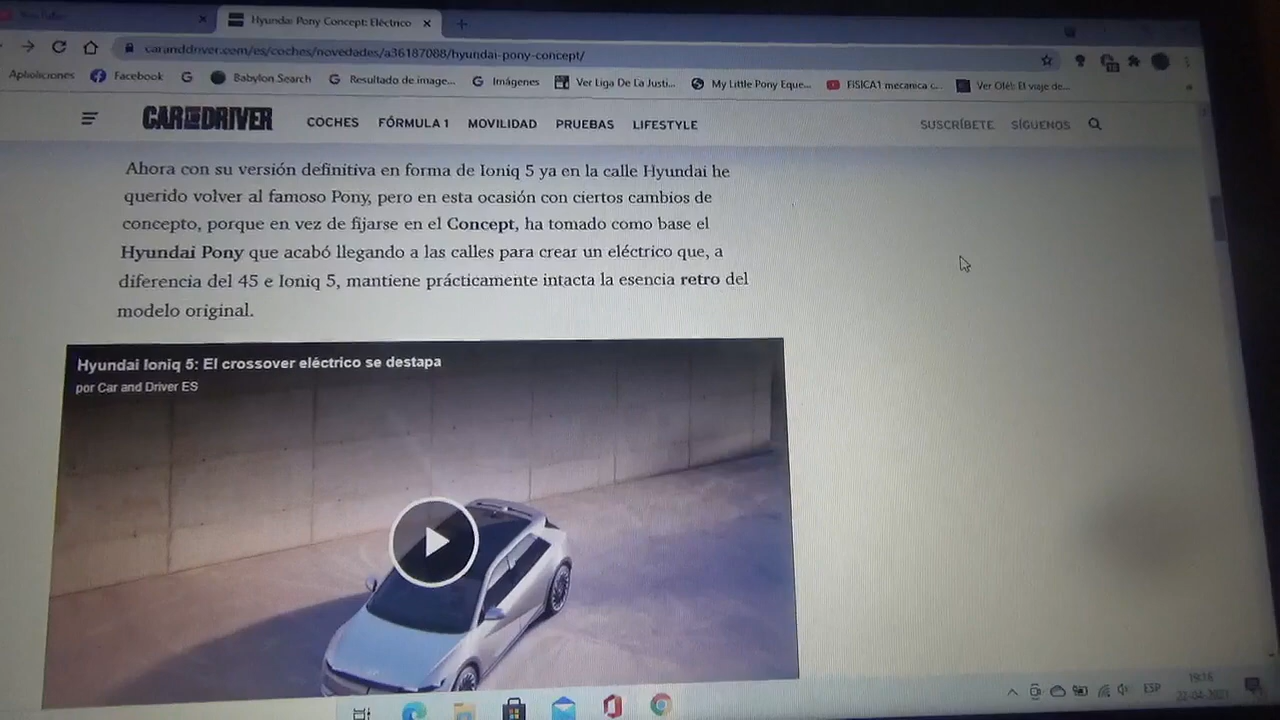 YouTube
Hyundai Pony Concept: Eléctrico
caranddriver.com/es/coches/novedades/a36187088/hyundai-pony-concept/
Aplicaciones Facebook Babylon Search Resultado de image... Imágenes Ver Liga De La Justi... My Little Pony Eque... FISICA1 mecanica c... Ver Olé!: El viaje de...
CAR AND DRIVER COCHES FÓRMULA 1 MOVILIDAD PRUEBAS LIFESTYLE SUSCRÍBETE SÍGUENOS
Ahora con su versión definitiva en forma de Ioniq 5 ya en la calle Hyundai he
querido volver al famoso Pony, pero en esta ocasión con ciertos cambios de
concepto, porque en vez de fijarse en el Concept, ha tomado como base el
Hyundai Pony que acabó llegando a las calles para crear un eléctrico que, a
diferencia del 45 e Ioniq 5, mantiene prácticamente intacta la esencia retro del
modelo original.
Hyundai Ioniq 5: El crossover eléctrico se destapa
por Car and Driver ES
ESP
19:16
22-04-2021